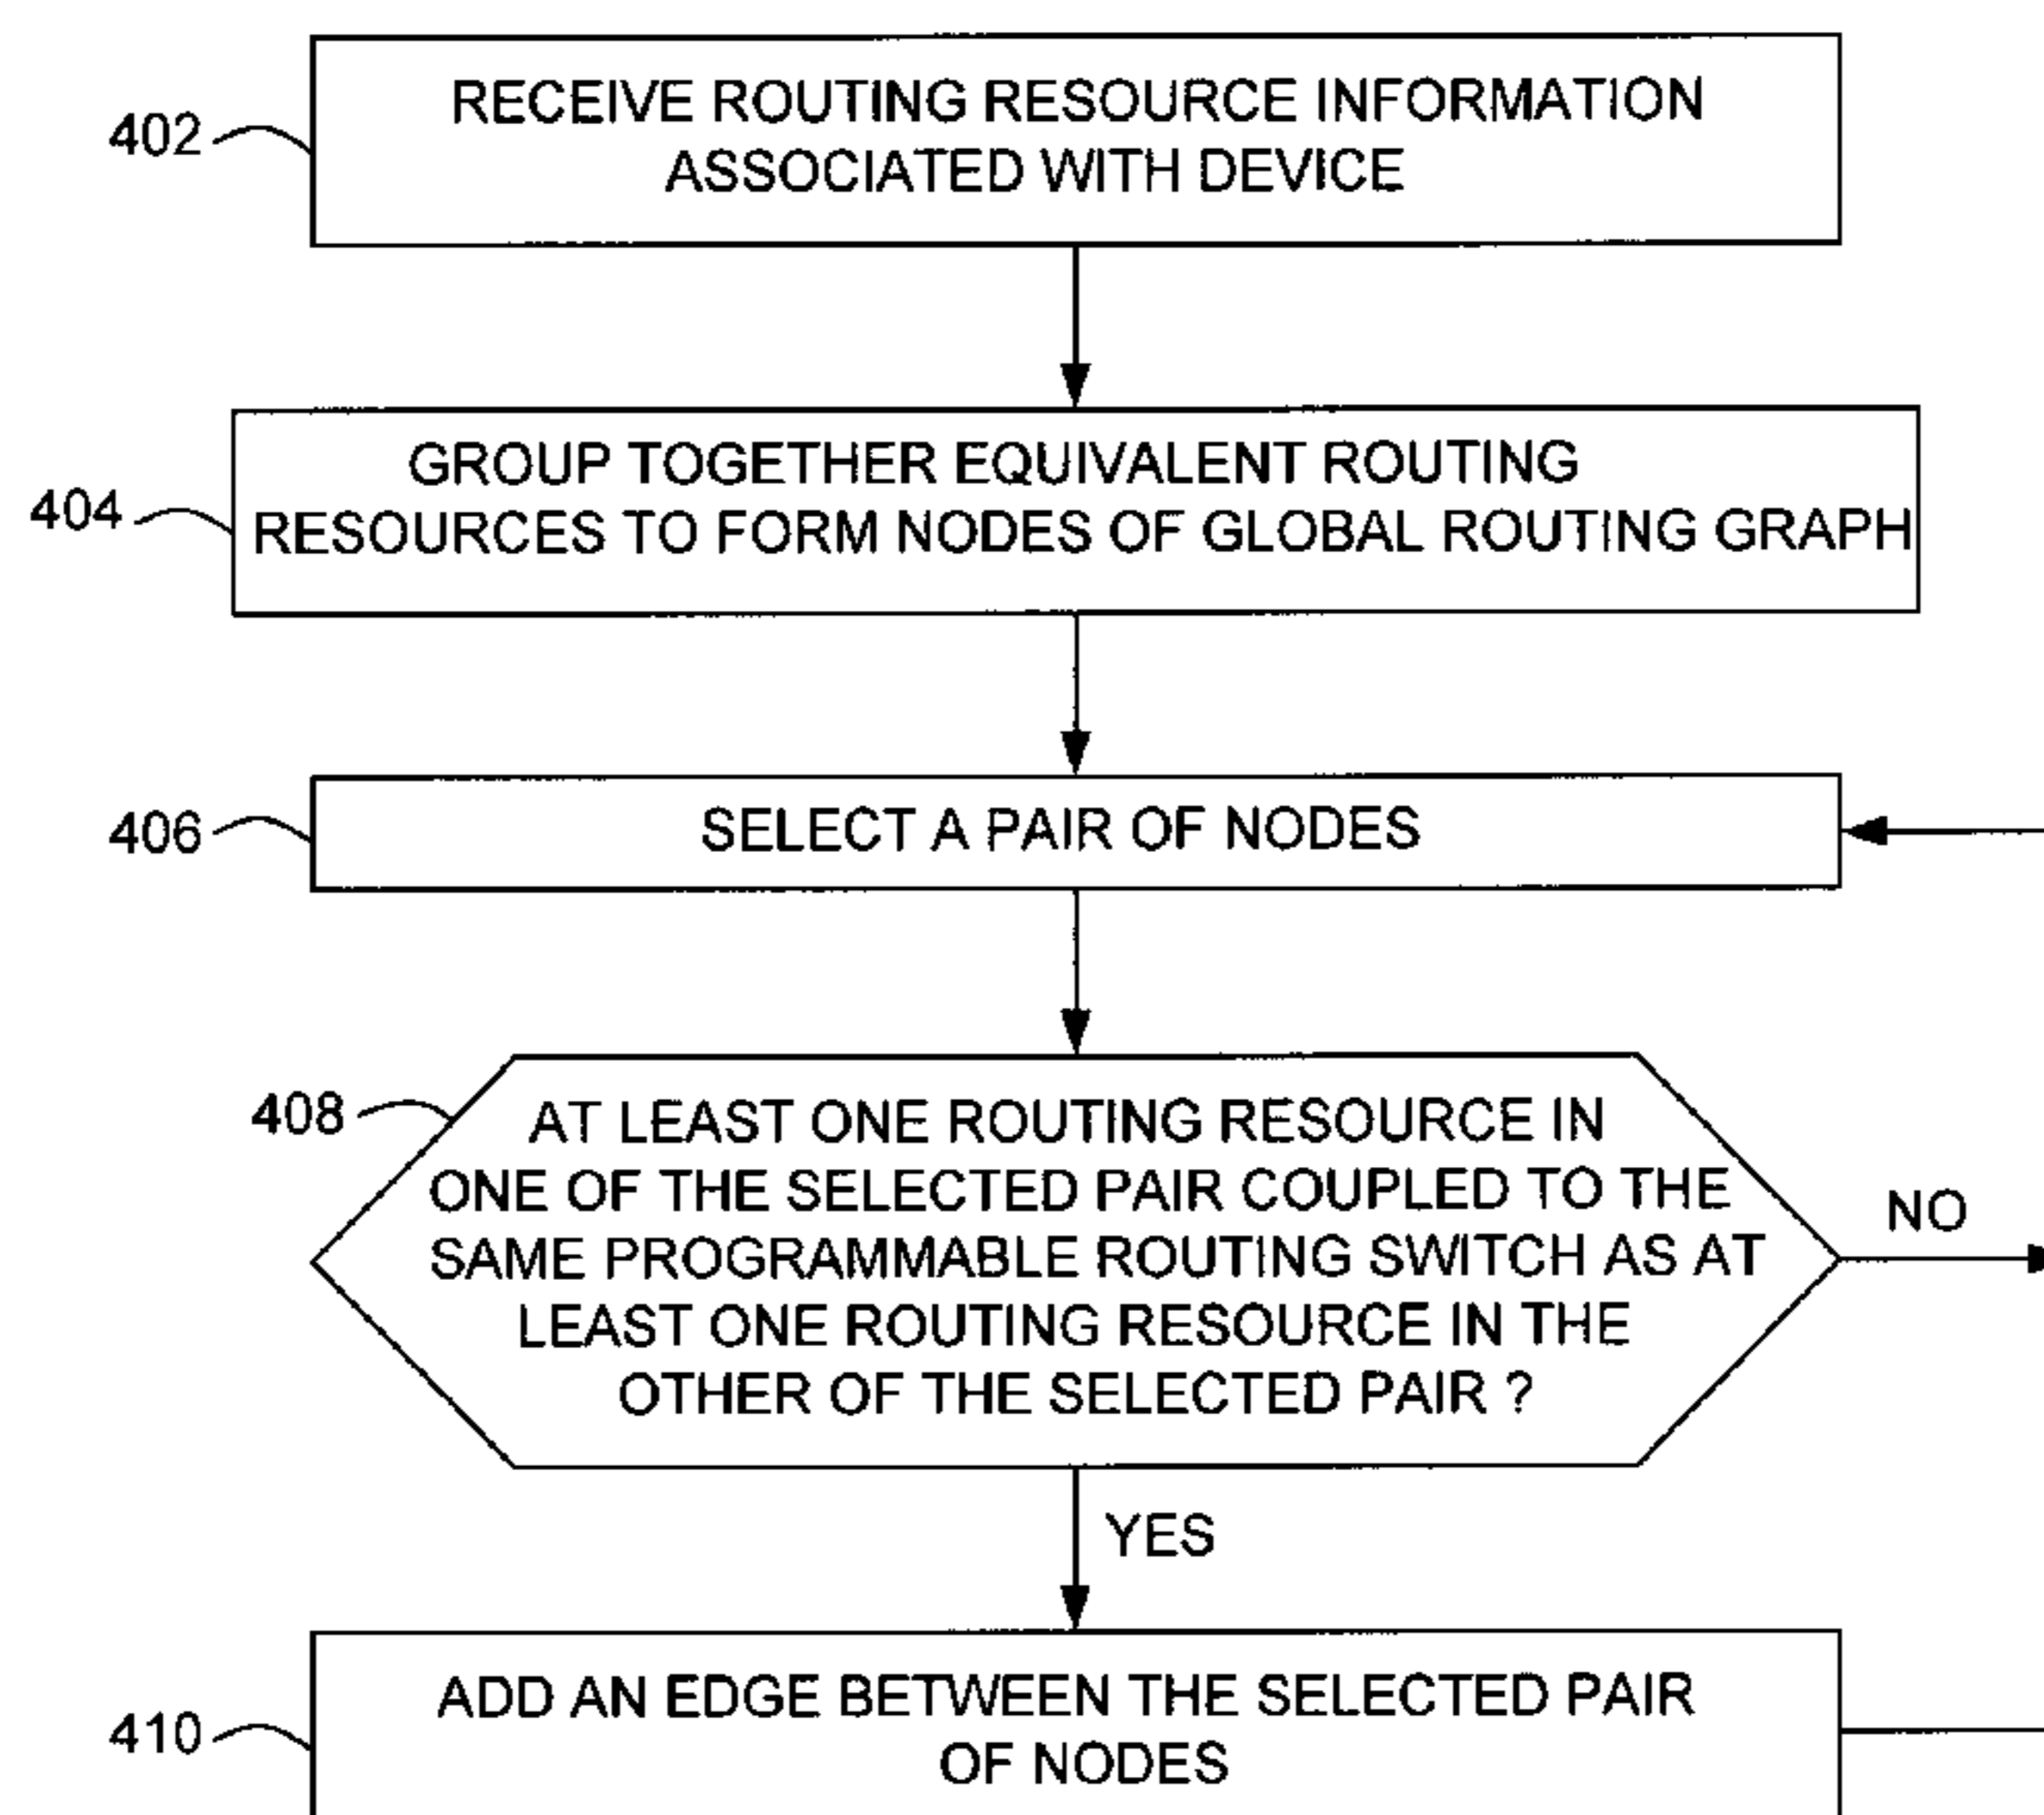 402
RECEIVE ROUTING RESOURCE INFORMATION
ASSOCIATED WITH DEVICE
404
GROUP TOGETHER EQUIVALENT ROUTING
RESOURCES TO FORM NODES OF GLOBAL ROUTING GRAPH
406
SELECT A PAIR OF NODES
408
AT LEAST ONE ROUTING RESOURCE IN
ONE OF THE SELECTED PAIR COUPLED TO THE
SAME PROGRAMMABLE ROUTING SWITCH AS AT
LEAST ONE ROUTING RESOURCE IN THE
OTHER OF THE SELECTED PAIR ?
NO
YES
410
ADD AN EDGE BETWEEN THE SELECTED PAIR
OF NODES